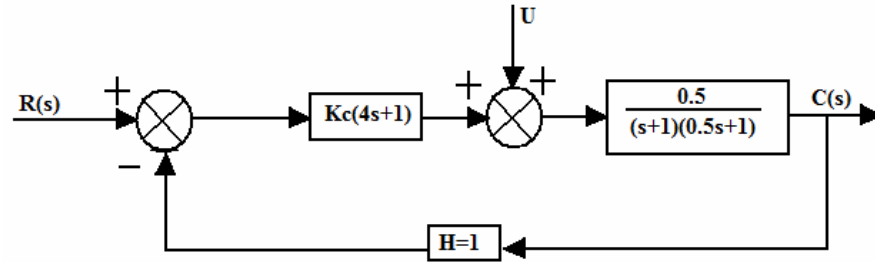 U
R(s)
+
+
+
Kc(4s+1)
0.5
(s+1)(0.5s+1)
C(s)
−
H=1